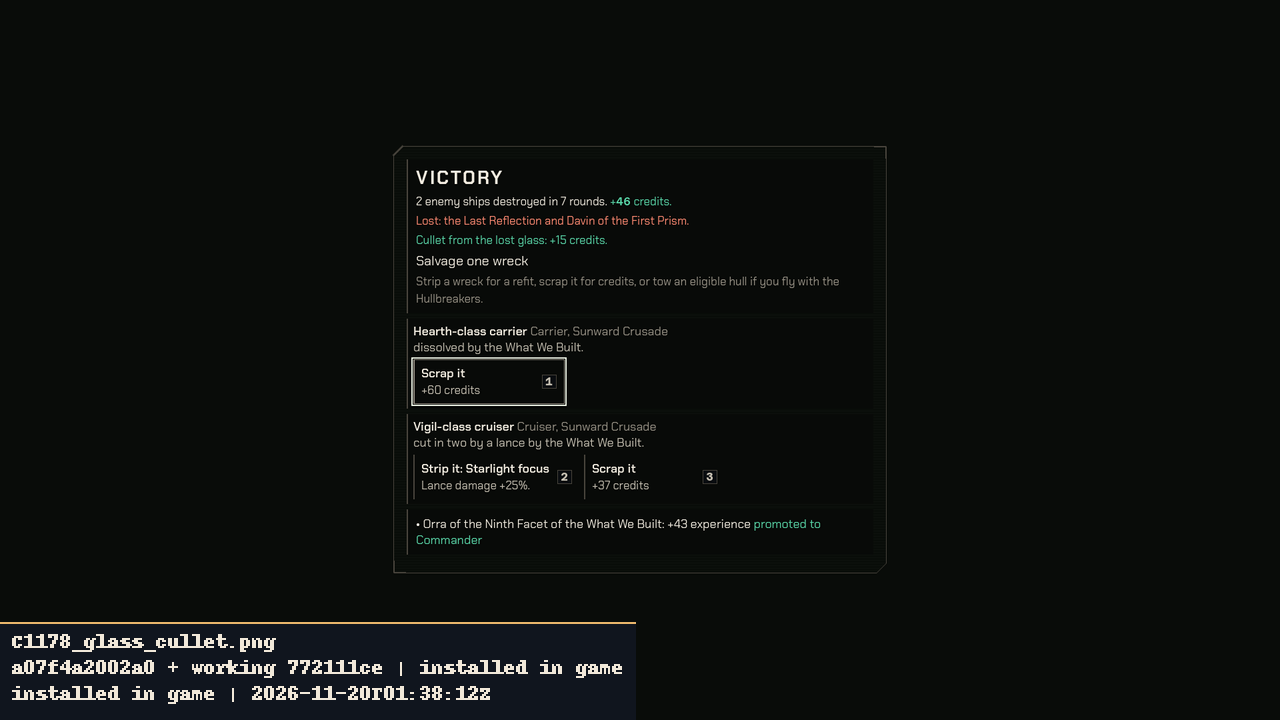 VICTORY
2 enemy ships destroyed in 7 rounds. +46 credits.
Lost: the Last Reflection and Davin of the First Prism.
Cullet from the lost glass: +15 credits.
Salvage one wreck
Strip a wreck for a refit, scrap it for credits, or tow an eligible hull if you fly with the
Hullbreakers.
Hearth-class carrier Carrier, Sunward Crusade
dissolved by the What We Built.
Scrap it
+60 credits
1
Vigil-class cruiser Cruiser, Sunward Crusade
cut in two by a lance by the What We Built.
Strip it: Starlight focus
Lance damage +25%.
2
Scrap it
+37 credits
3
• Orra of the Ninth Facet of the What We Built: +43 experience promoted to
Commander
C1178_glass_cullet.png
a07f4a2002a0 + working 772111ce | installed in game
installed in game | 2026-11-20T01:38:12Z